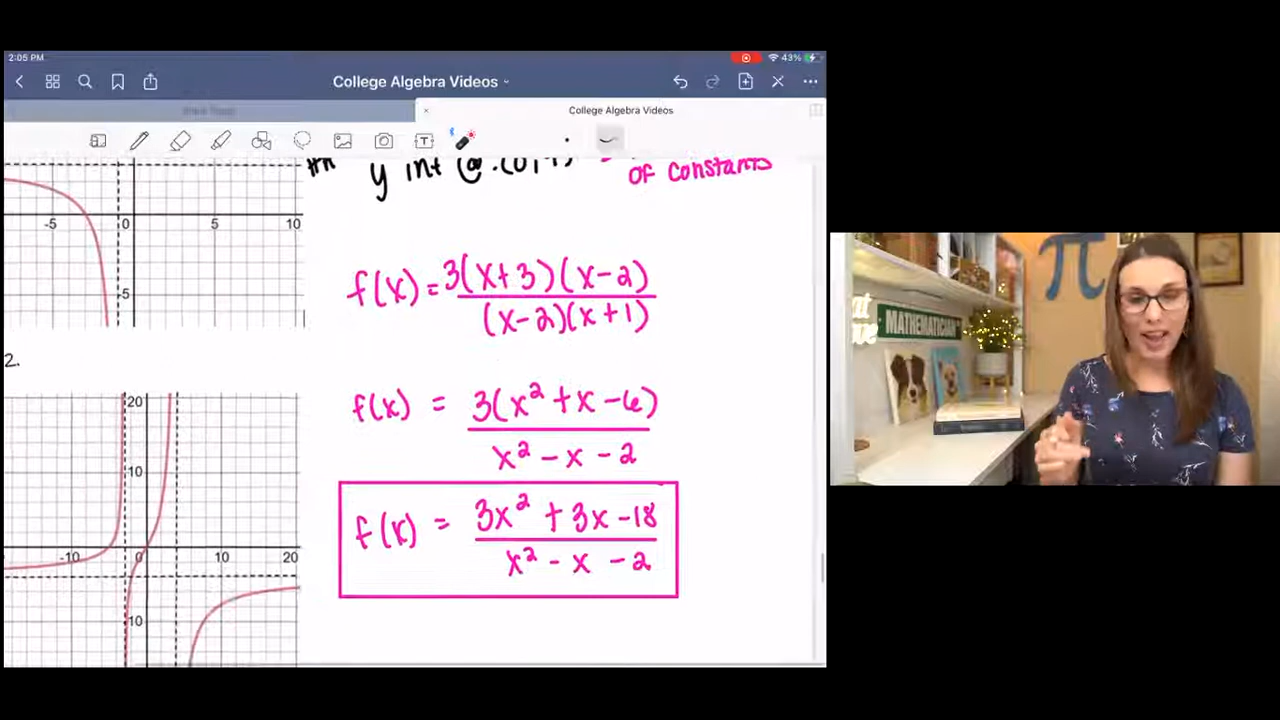 2:05 PM 43%
College Algebra Videos
College Algebra Videos
y int @
of constants
-5 0 5 10
-5
f(x) = 3(x+3)(x-2)
(x-2)(x+1)
2.
f(x) = 3(x² + x - 6)
x² - x - 2
20
10
f(x) = 3x² + 3x - 18
x² - x - 2
-10 0 10 20
10
MATHEMATICIAN